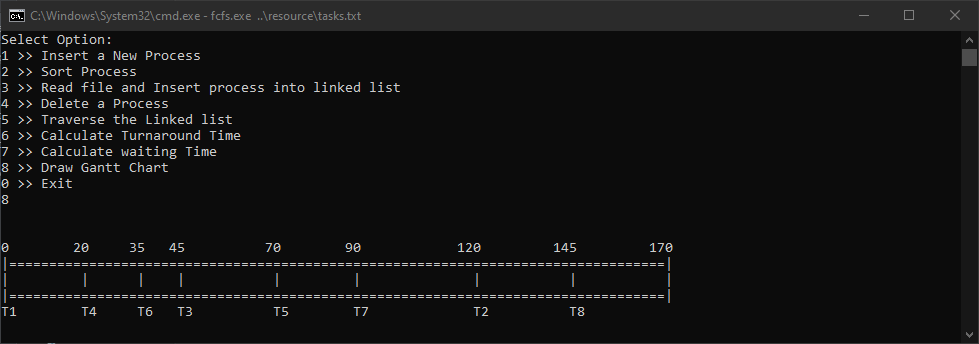 C:\Windows\System32\cmd.exe - fcfs.exe ..\resource\tasks.txt
Select Option:
1 >> Insert a New Process
2 >> Sort Process
3 >> Read file and Insert process into linked list
4 >> Delete a Process
5 >> Traverse the Linked list
6 >> Calculate Turnaround Time
7 >> Calculate waiting Time
8 >> Draw Gantt Chart
0 >> Exit
8
0        20     35   45          70       90            120         145         170
|==================================================================================|
|         |      |    |           |         |              |           |           |
|==================================================================================|
T1        T4     T6   T3          T5        T7             T2          T8